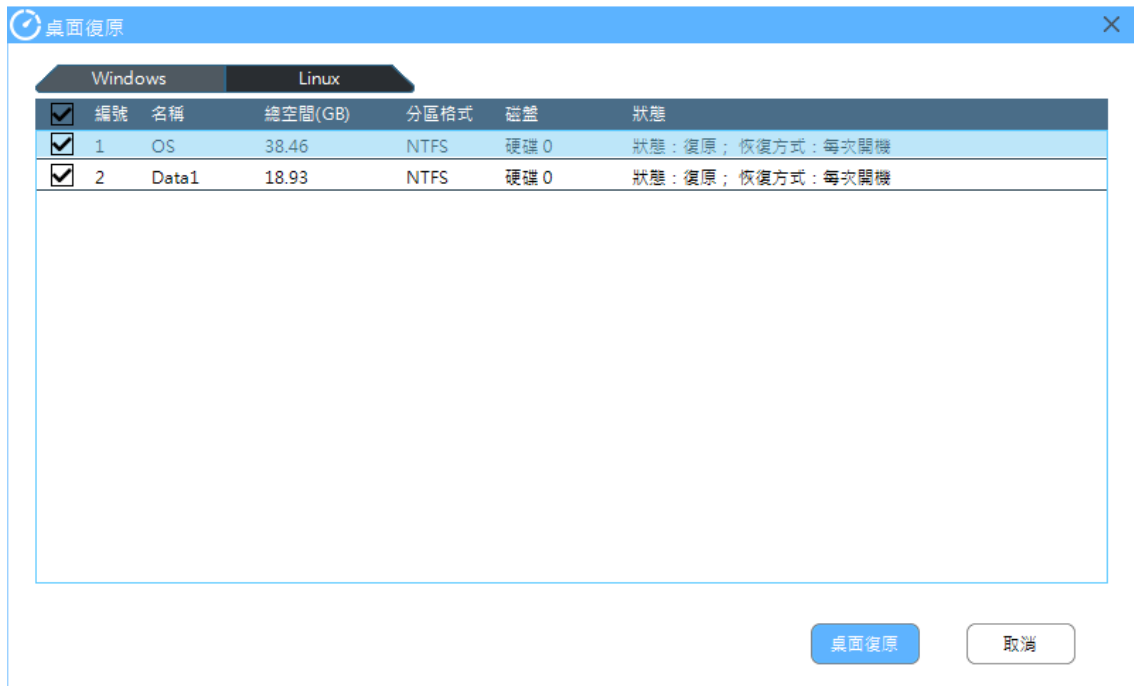 桌面復原
Windows Linux
編號 名稱 總空間(GB) 分區格式 磁盤 狀態
1 OS 38.46 NTFS 硬碟 0 狀態：復原； 恢復方式：每次開機
2 Data1 18.93 NTFS 硬碟 0 狀態：復原； 恢復方式：每次開機
桌面復原 取消